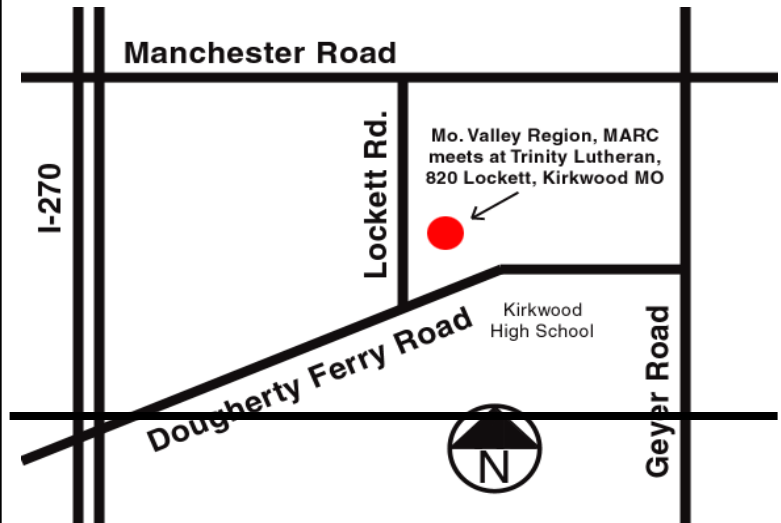 Manchester Road
I-270
Lockett Rd.
Mo. Valley Region, MARC
meets at Trinity Lutheran,
820 Lockett, Kirkwood MO
Kirkwood
High School
Dougherty Ferry Road
Geyer Road
N